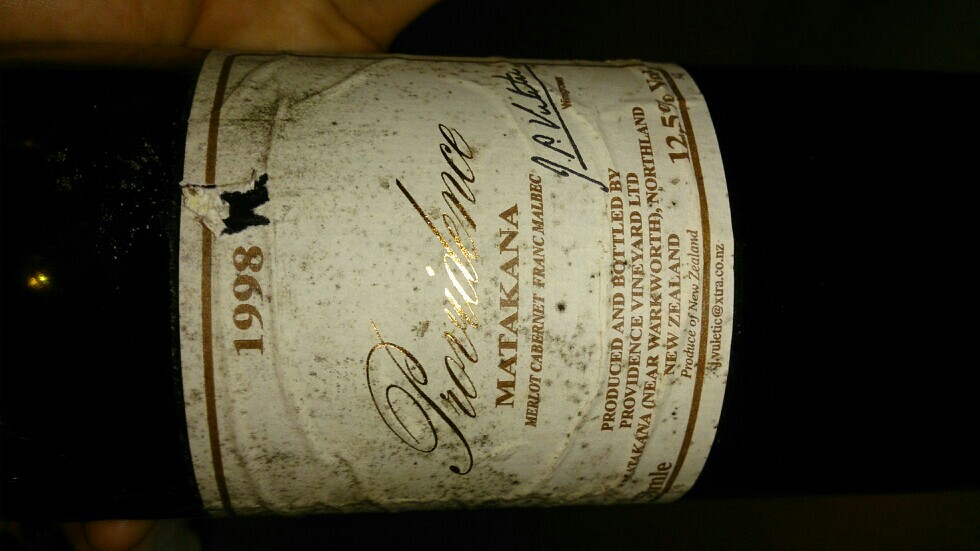 1998
Providence
MATAKANA
MERLOT CABERNET FRANC MALBEC
J. P. Vuletic
PRODUCED AND BOTTLED BY
PROVIDENCE VINEYARD LTD
MATAKANA (NEAR WARKWORTH), NORTHLAND
NEW ZEALAND
12.5% Vol
Produce of New Zealand
j.vuletic@xtra.co.nz